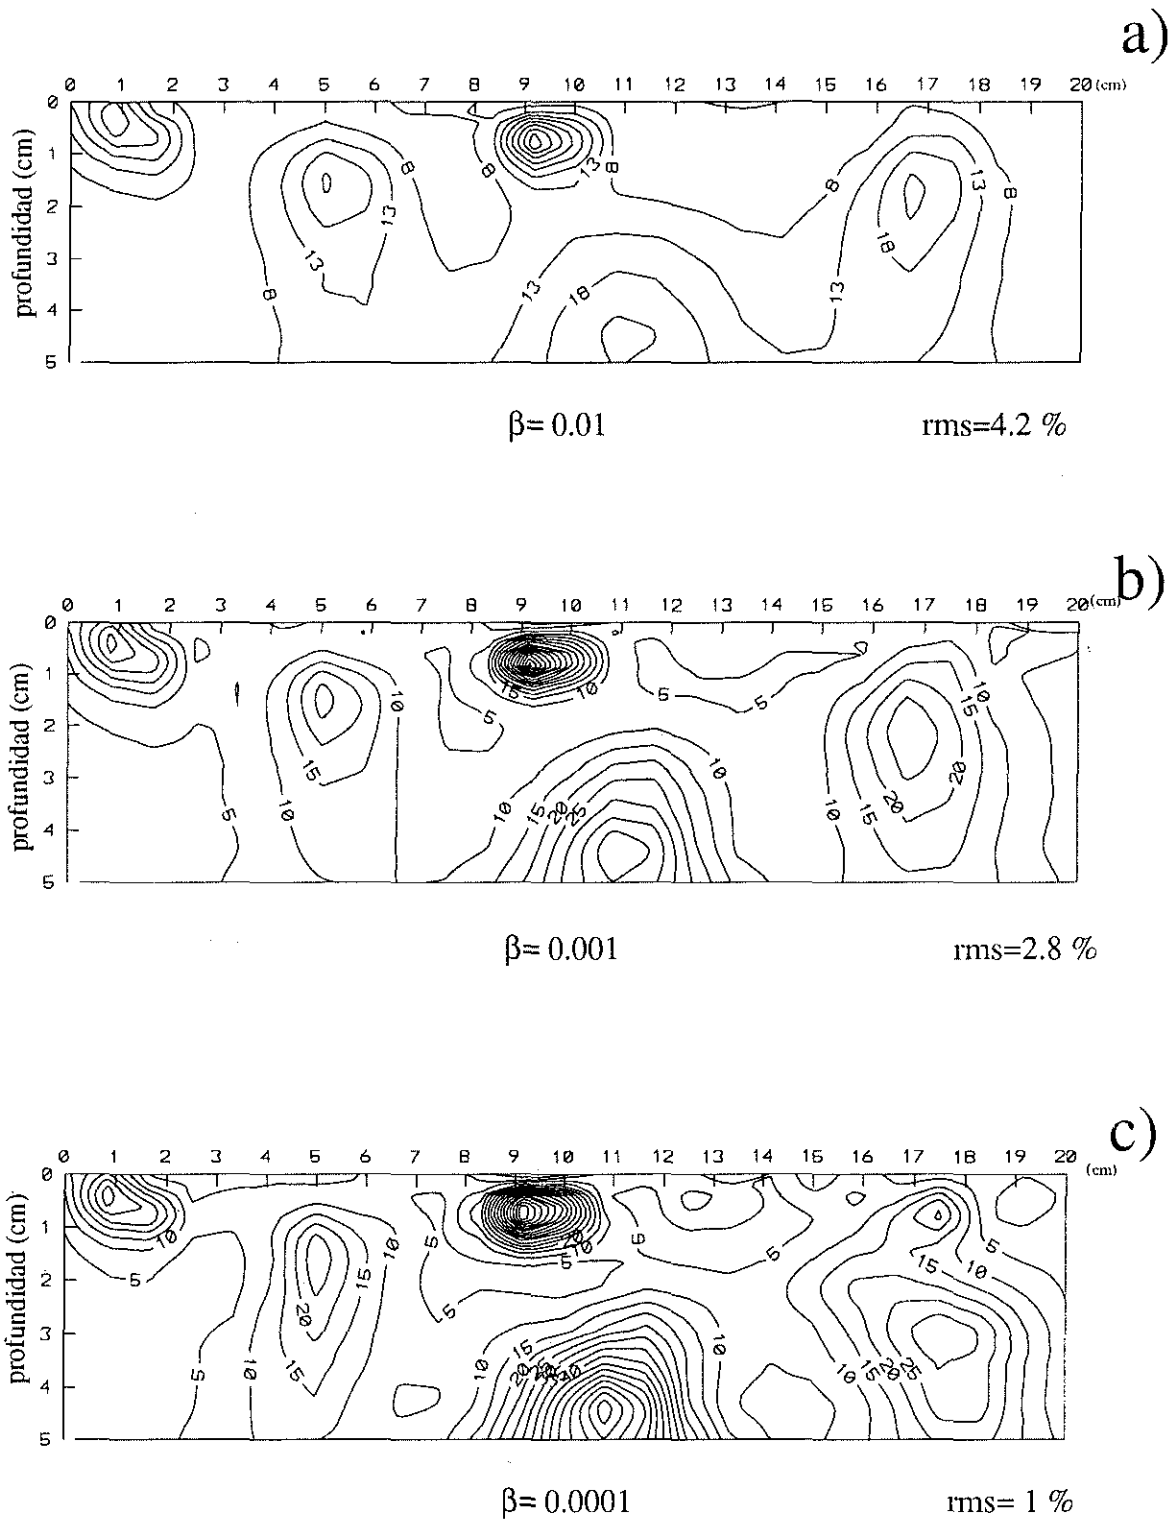 a)
0 1 2 3 4 5 6 7 8 9 10 11 12 13 14 15 16 17 18 19 20 (cm)
profundidad (cm)
0
1
2
3
4
5
8 8 8 8 8 8
13 13 13 13 13 13
18 18
β= 0.01 rms=4.2 %
b)
0 1 2 3 4 5 6 7 8 9 10 11 12 13 14 15 16 17 18 19 20 (cm)
profundidad (cm)
0
1
2
3
4
5
5 5 5
10 10 10 10 10 10 10
15 15 15 15 15
20 20 20
25
β= 0.001 rms=2.8 %
c)
0 1 2 3 4 5 6 7 8 9 10 11 12 13 14 15 16 17 18 19 20
(cm)
profundidad (cm)
0
1
2
3
4
5
5 5 5 5 5 5 5
10 10 10 10 10 10 10 10
15 15 15 15 15
20 20 20
25
β= 0.0001 rms= 1 %